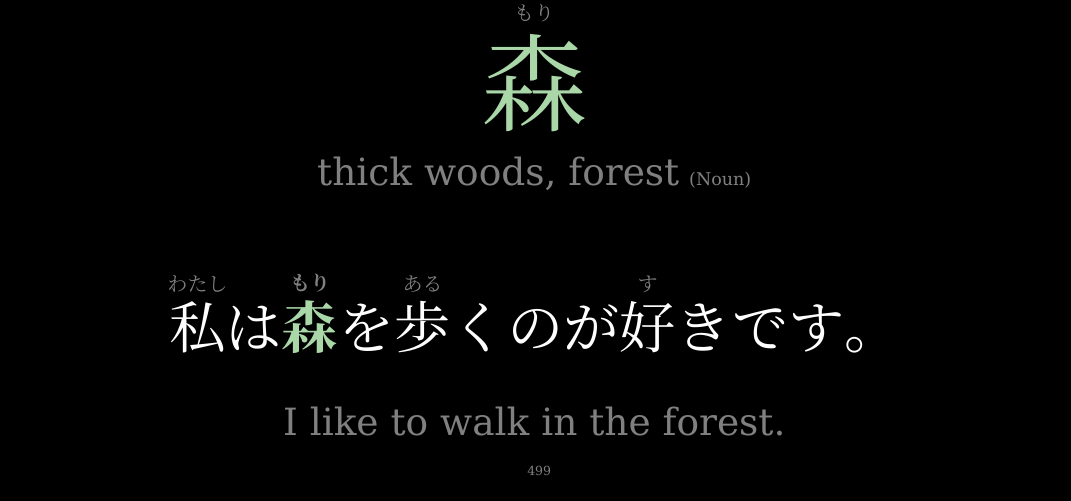 もり
森
thick woods, forest (Noun)
わたし もり ある す
私は森を歩くのが好きです。
I like to walk in the forest.
499